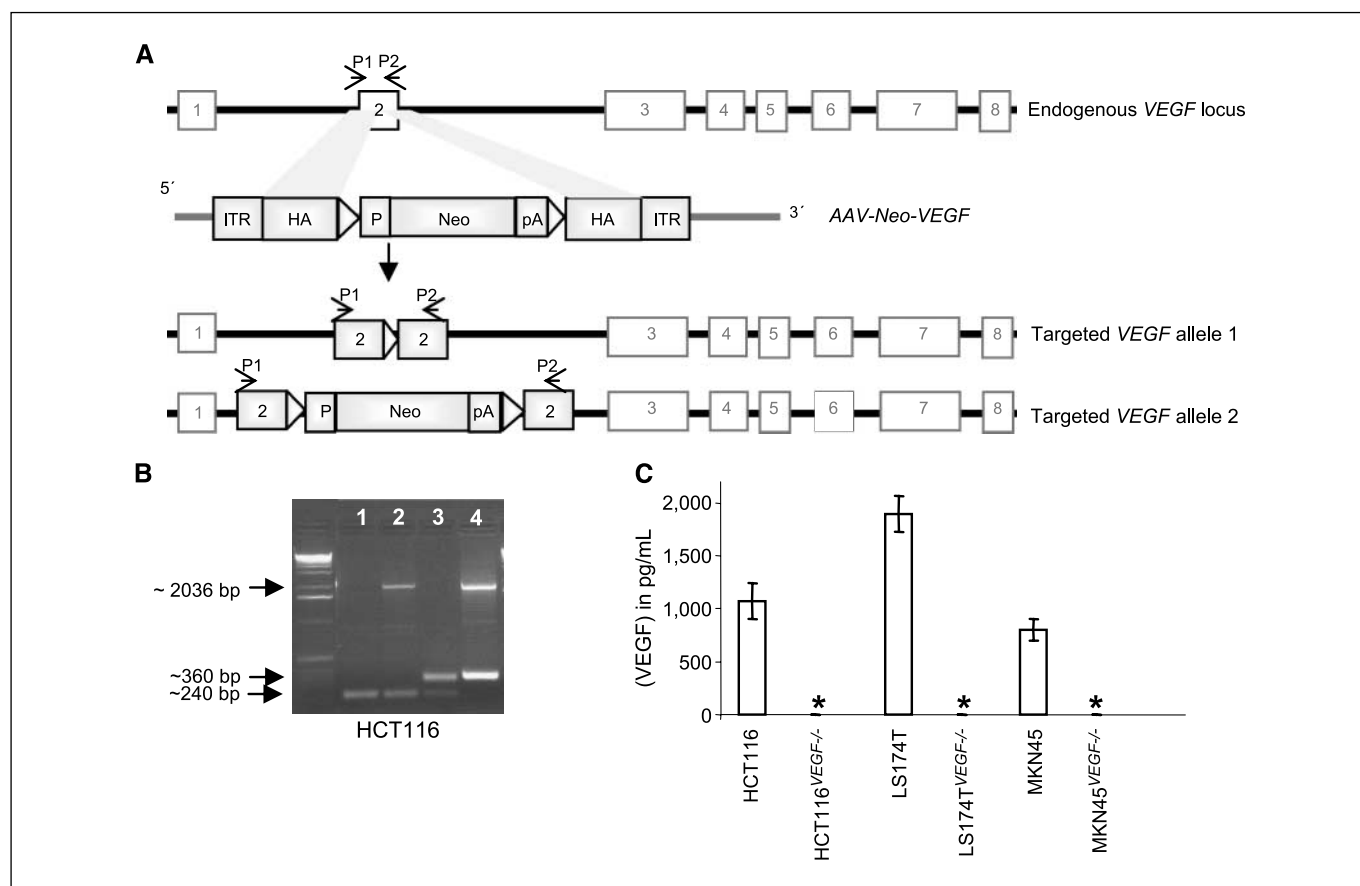 A
P1 P2
1 2 3 4 5 6 7 8 Endogenous VEGF locus
5´
ITR HA P Neo pA HA ITR 3´ AAV-Neo-VEGF
P1 P2
1 2 2 3 4 5 6 7 8 Targeted VEGF allele 1
P1 P2
1 2 P Neo pA 2 3 4 5 6 7 8 Targeted VEGF allele 2
B
1 2 3 4
~ 2036 bp
~360 bp
~240 bp
HCT116
C
(VEGF) in pg/mL
2,000
1,500
1,000
500
0
* * *
HCT116
HCT116VEGF-/-
LS174T
LS174TVEGF-/-
MKN45
MKN45VEGF-/-